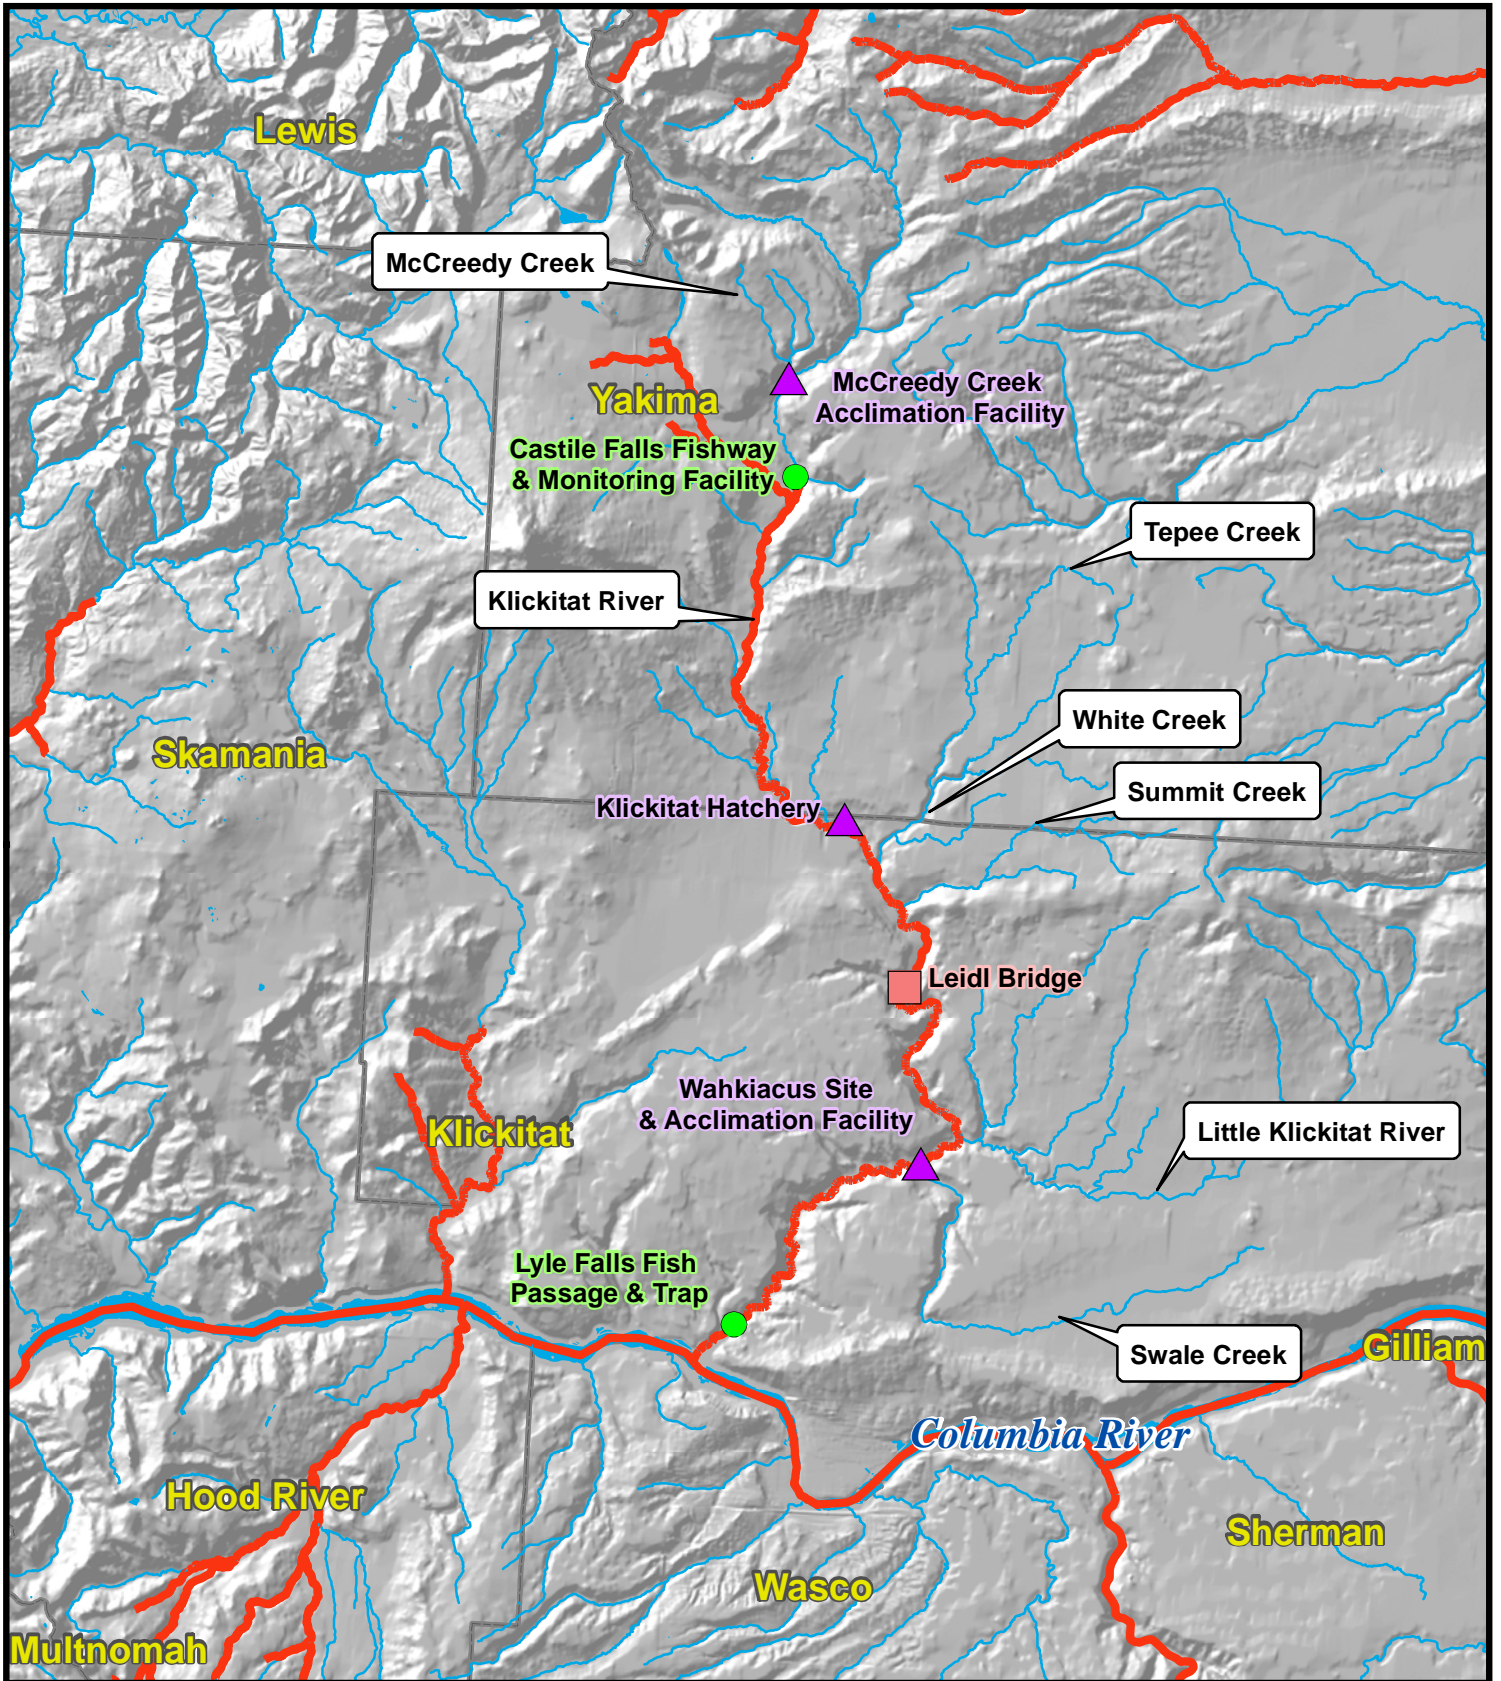 Lewis
McCreedy Creek
McCreedy Creek
Acclimation Facility
Yakima
Castile Falls Fishway
& Monitoring Facility
Tepee Creek
Klickitat River
White Creek
Skamania
Summit Creek
Klickitat Hatchery
Leidl Bridge
Wahkiacus Site
& Acclimation Facility
Klickitat
Little Klickitat River
Lyle Falls Fish
Passage & Trap
Swale Creek
Gilliam
Columbia River
Hood River
Sherman
Wasco
Multnomah